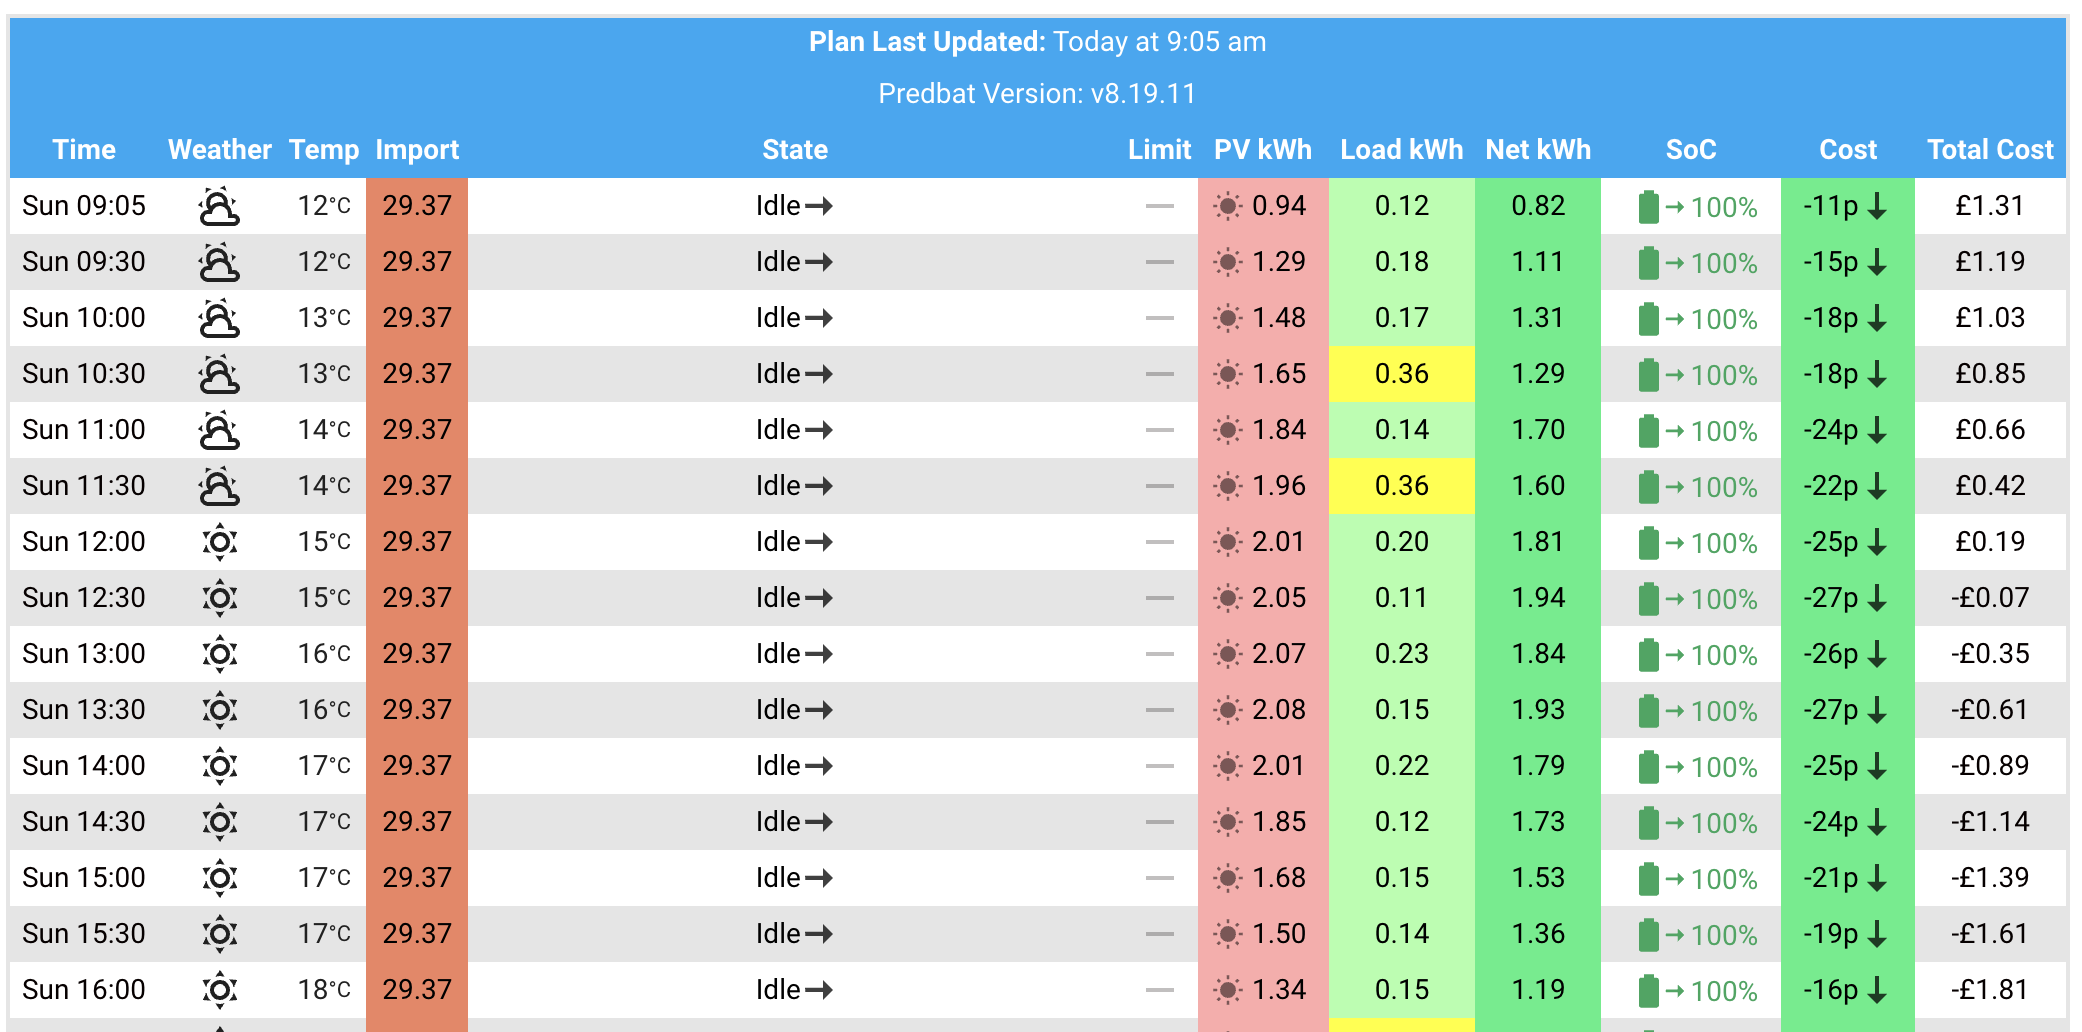 Plan Last Updated: Today at 9:05 am
Predbat Version: v8.19.11
Time Weather Temp Import State Limit PV kWh Load kWh Net kWh SoC Cost Total Cost
Sun 09:05 12°C 29.37 Idle→ — 0.94 0.12 0.82 → 100% -11p ↓ £1.31
Sun 09:30 12°C 29.37 Idle→ — 1.29 0.18 1.11 → 100% -15p ↓ £1.19
Sun 10:00 13°C 29.37 Idle→ — 1.48 0.17 1.31 → 100% -18p ↓ £1.03
Sun 10:30 13°C 29.37 Idle→ — 1.65 0.36 1.29 → 100% -18p ↓ £0.85
Sun 11:00 14°C 29.37 Idle→ — 1.84 0.14 1.70 → 100% -24p ↓ £0.66
Sun 11:30 14°C 29.37 Idle→ — 1.96 0.36 1.60 → 100% -22p ↓ £0.42
Sun 12:00 15°C 29.37 Idle→ — 2.01 0.20 1.81 → 100% -25p ↓ £0.19
Sun 12:30 15°C 29.37 Idle→ — 2.05 0.11 1.94 → 100% -27p ↓ -£0.07
Sun 13:00 16°C 29.37 Idle→ — 2.07 0.23 1.84 → 100% -26p ↓ -£0.35
Sun 13:30 16°C 29.37 Idle→ — 2.08 0.15 1.93 → 100% -27p ↓ -£0.61
Sun 14:00 17°C 29.37 Idle→ — 2.01 0.22 1.79 → 100% -25p ↓ -£0.89
Sun 14:30 17°C 29.37 Idle→ — 1.85 0.12 1.73 → 100% -24p ↓ -£1.14
Sun 15:00 17°C 29.37 Idle→ — 1.68 0.15 1.53 → 100% -21p ↓ -£1.39
Sun 15:30 17°C 29.37 Idle→ — 1.50 0.14 1.36 → 100% -19p ↓ -£1.61
Sun 16:00 18°C 29.37 Idle→ — 1.34 0.15 1.19 → 100% -16p ↓ -£1.81